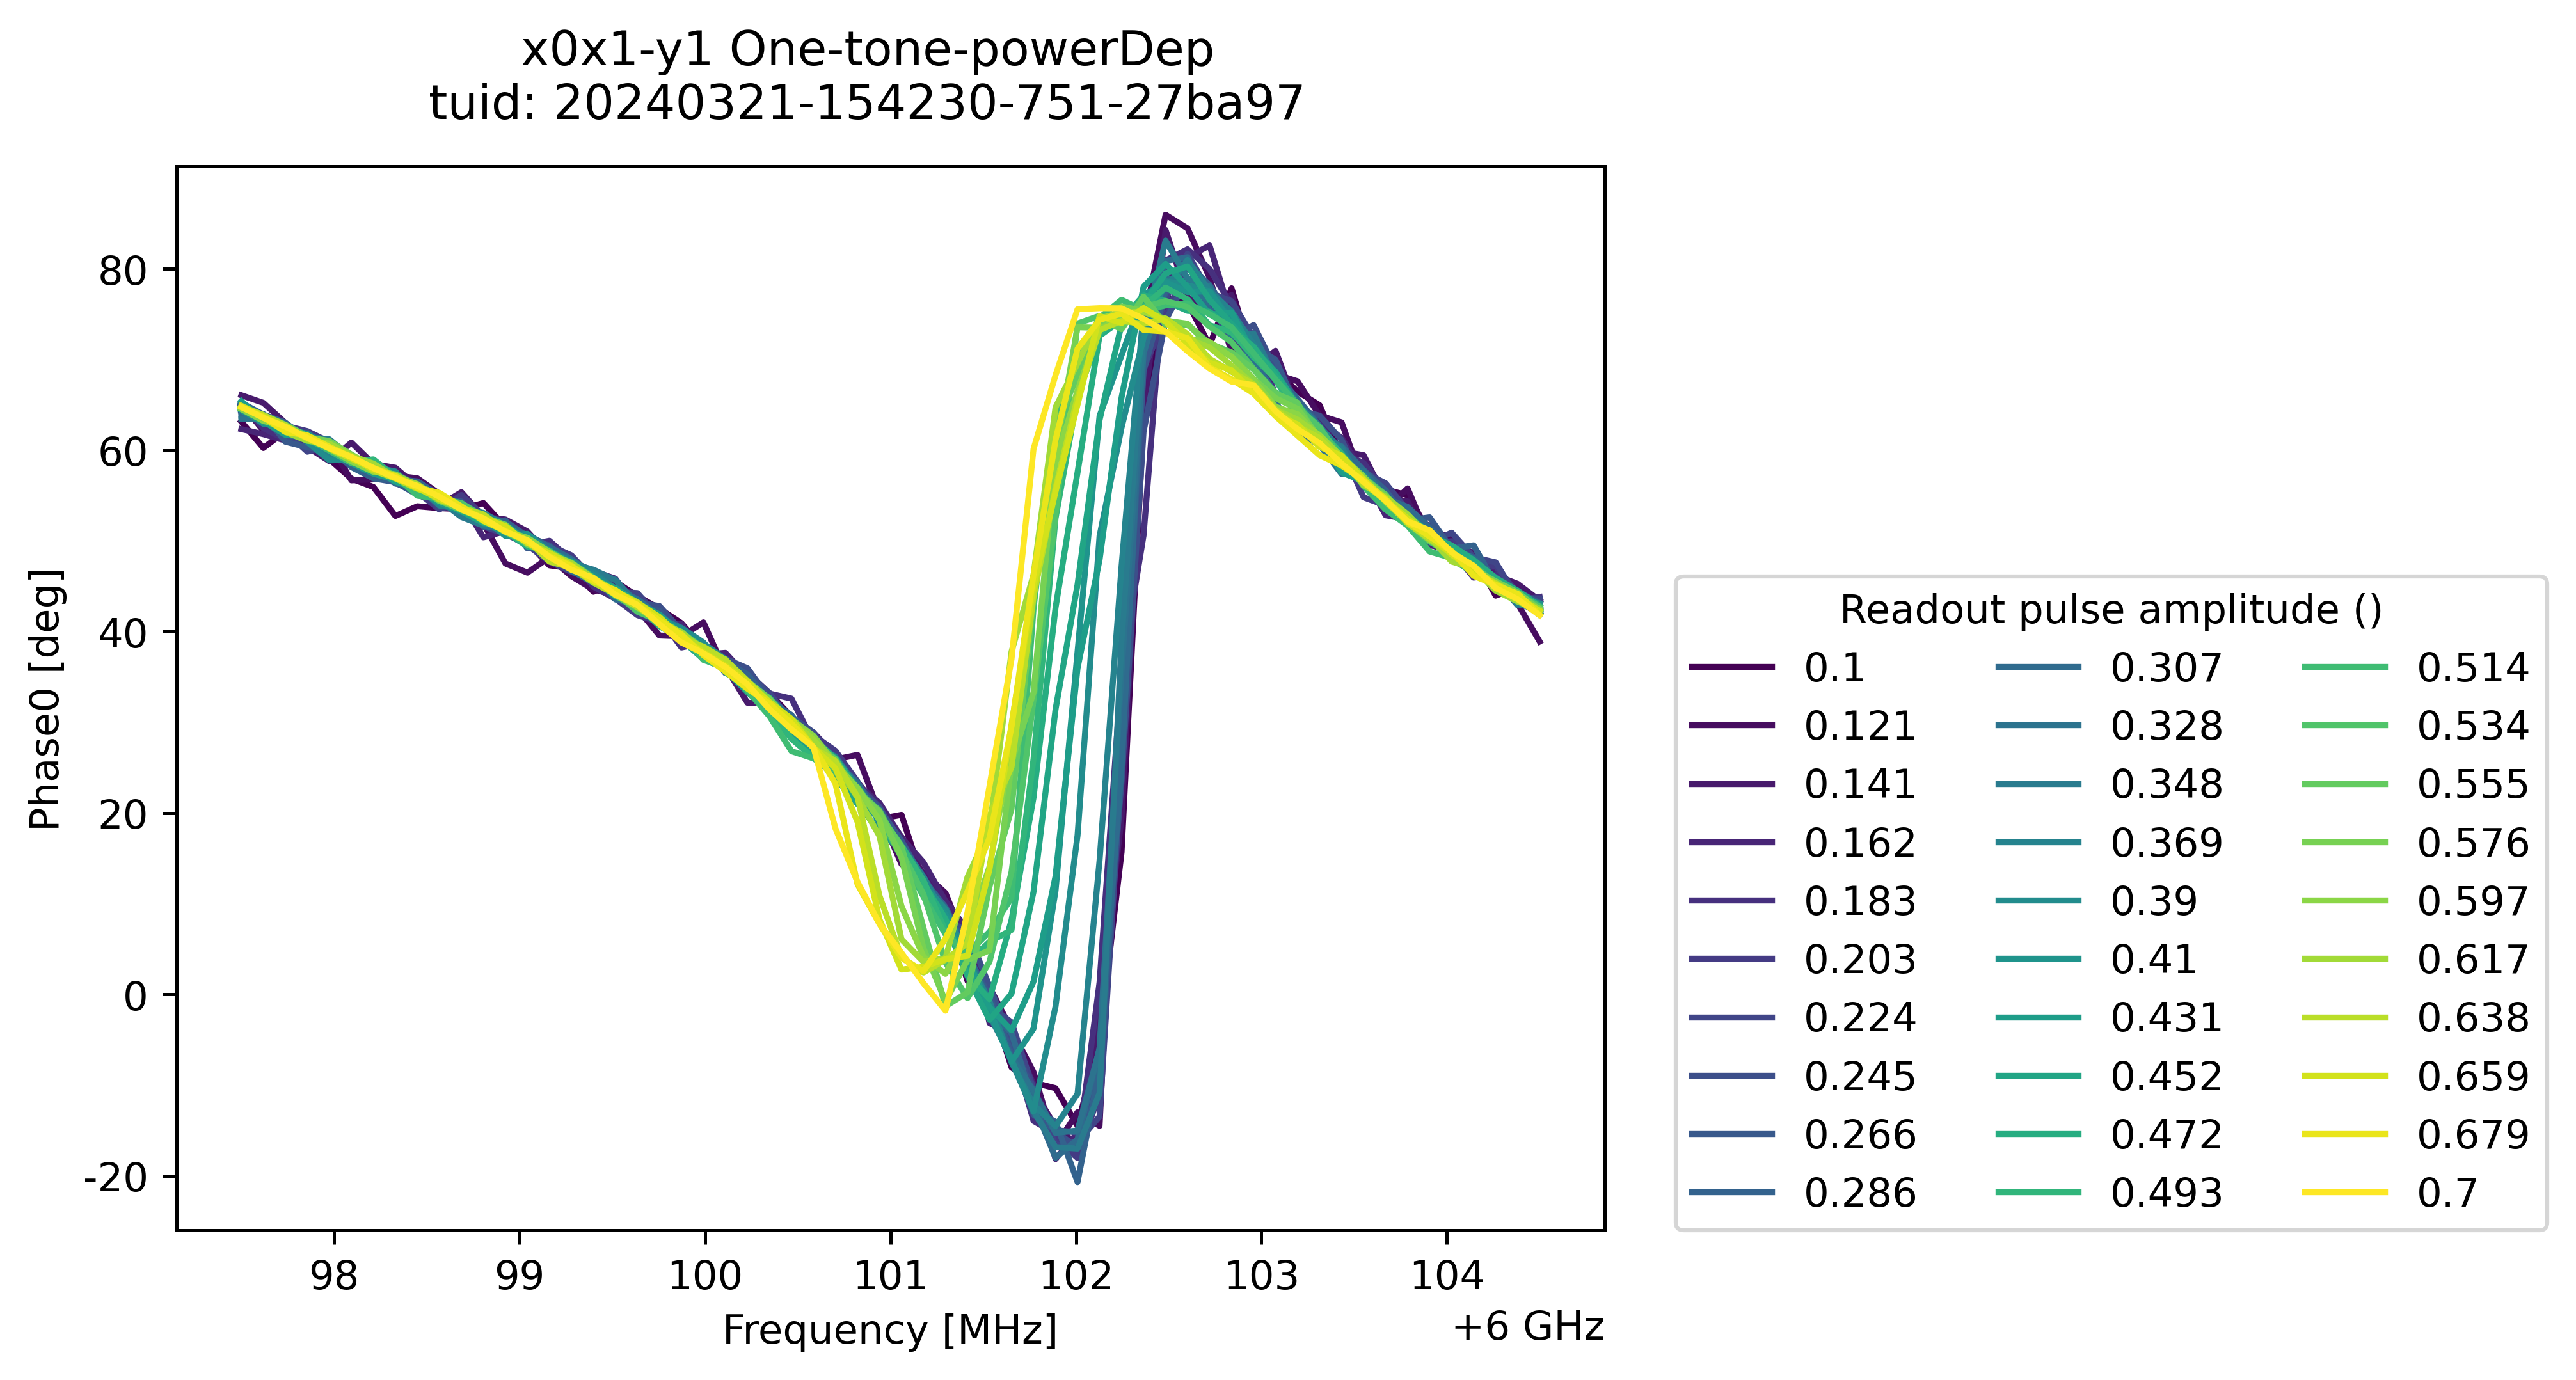 x0x1-y1 One-tone-powerDep
tuid: 20240321-154230-751-27ba97
Phase0 [deg]
80
60
40
20
0
-20
98 99 100 101 102 103 104
Frequency [MHz]
+6 GHz
Readout pulse amplitude ()
0.1 0.307 0.514
0.121 0.328 0.534
0.141 0.348 0.555
0.162 0.369 0.576
0.183 0.39 0.597
0.203 0.41 0.617
0.224 0.431 0.638
0.245 0.452 0.659
0.266 0.472 0.679
0.286 0.493 0.7